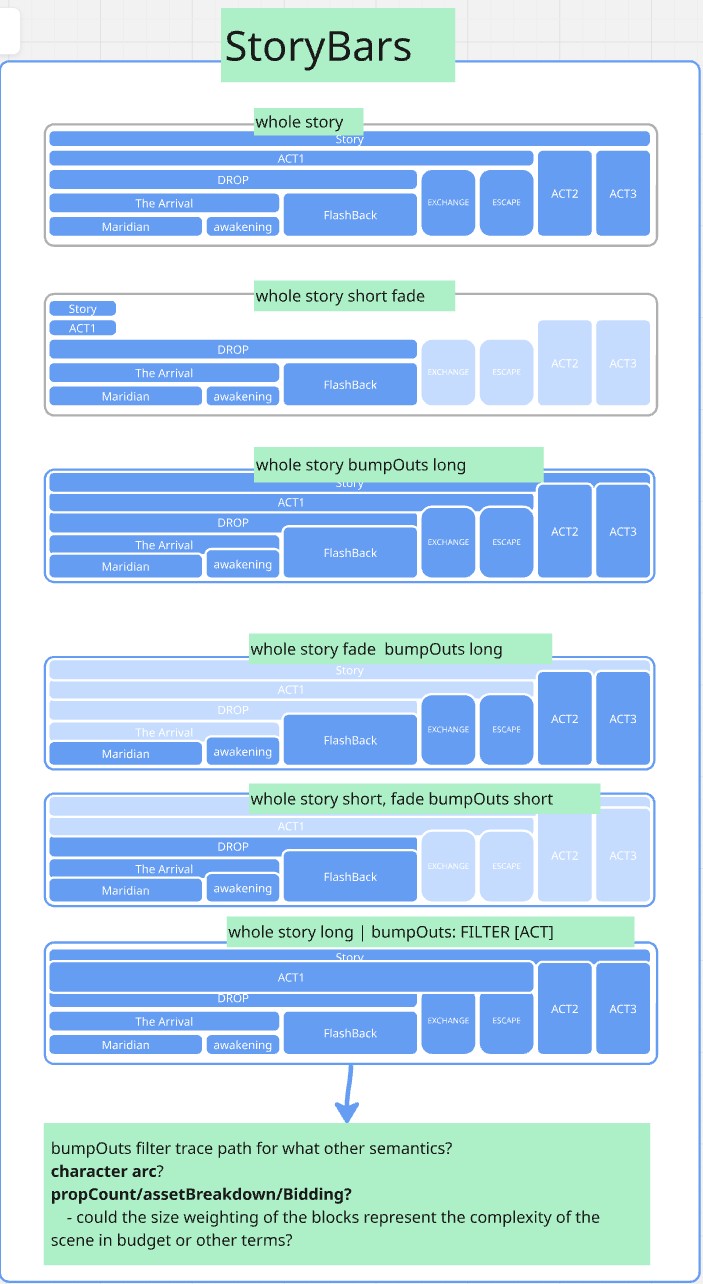 StoryBars
whole story
Story
ACT1
DROP
EXCHANGE
ESCAPE
ACT2
ACT3
The Arrival
FlashBack
Maridian
awakening
whole story short fade
Story
ACT1
DROP
EXCHANGE
ESCAPE
ACT2
ACT3
The Arrival
FlashBack
Maridian
awakening
whole story bumpOuts long
Story
ACT1
DROP
EXCHANGE
ESCAPE
ACT2
ACT3
The Arrival
FlashBack
Maridian
awakening
whole story fade  bumpOuts long
Story
ACT1
DROP
EXCHANGE
ESCAPE
ACT2
ACT3
The Arrival
FlashBack
Maridian
awakening
whole story short, fade bumpOuts short
ACT1
DROP
EXCHANGE
ESCAPE
ACT2
ACT3
The Arrival
FlashBack
Maridian
awakening
whole story long | bumpOuts: FILTER [ACT]
Story
ACT1
DROP
EXCHANGE
ESCAPE
ACT2
ACT3
The Arrival
FlashBack
Maridian
awakening
bumpOuts filter trace path for what other semantics?
character arc?
propCount/assetBreakdown/Bidding?
- could the size weighting of the blocks represent the complexity of the
scene in budget or other terms?